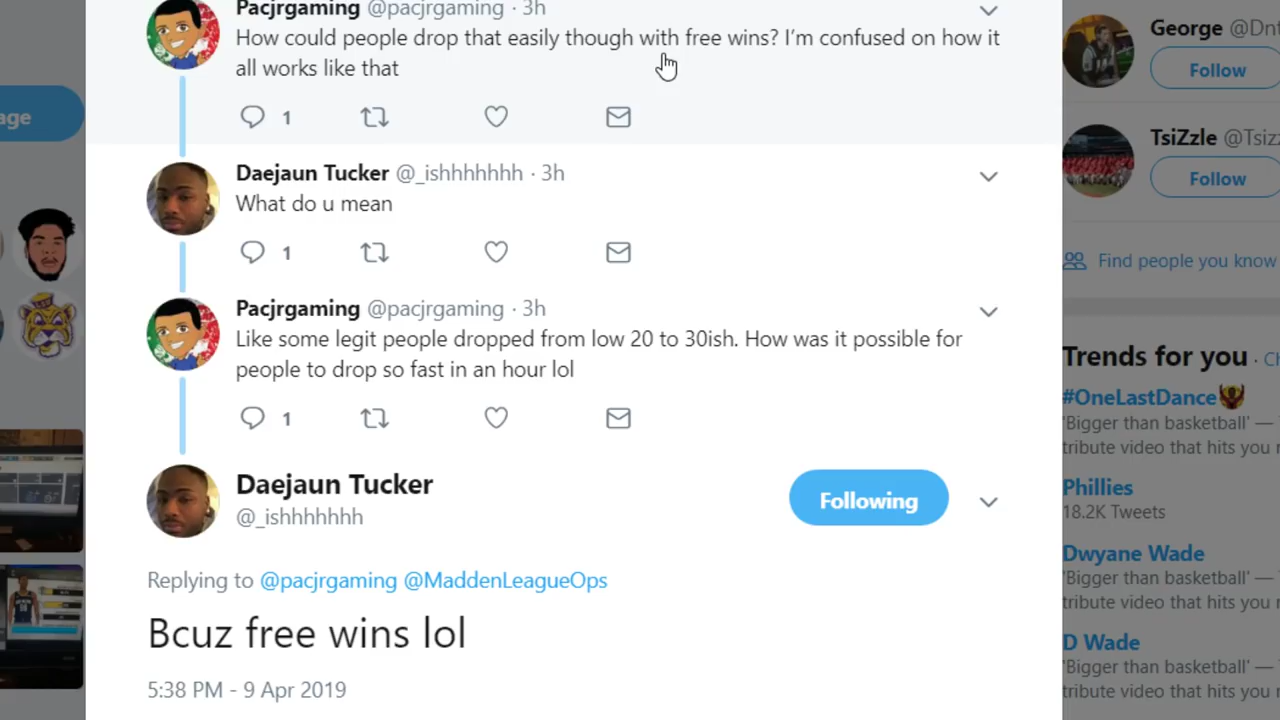 Pacjrgaming @pacjrgaming · 3h
How could people drop that easily though with free wins? I'm confused on how it
all works like that
1
Daejaun Tucker @_ishhhhhhh · 3h
What do u mean
1
Pacjrgaming @pacjrgaming · 3h
Like some legit people dropped from low 20 to 30ish. How was it possible for
people to drop so fast in an hour lol
1
Daejaun Tucker
@_ishhhhhhh
Following
Replying to @pacjrgaming @MaddenLeagueOps
Bcuz free wins lol
5:38 PM - 9 Apr 2019
age
George @Dnt
Follow
TsiZzle @Tsizz
Follow
Find people you know
Trends for you · Ch
#OneLastDance
'Bigger than basketball' —
tribute video that hits you
Phillies
18.2K Tweets
Dwyane Wade
'Bigger than basketball' —
tribute video that hits you
D Wade
'Bigger than basketball' —
tribute video that hits you